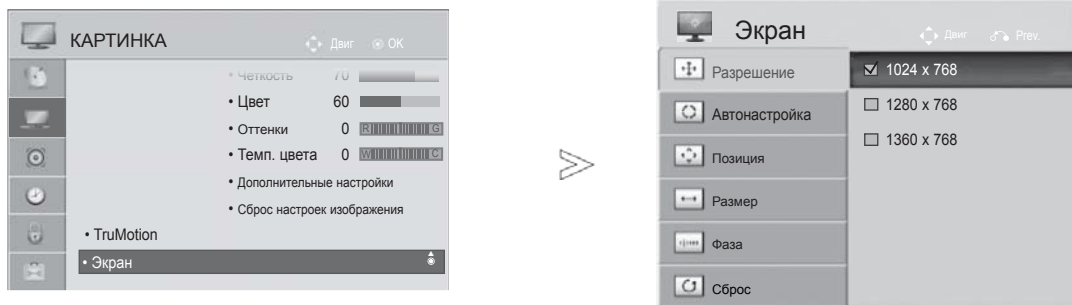 КАРТИНКА
Двиг
OK
• Четкость 70
• Цвет 60
• Оттенки 0 R G
• Темп. цвета 0 W C
• Дополнительные настройки
• Сброс настроек изображения
• TruMotion
• Экран
Экран
Двиг
Prev.
Разрешение
Автонастройка
Позиция
Размер
Фаза
Сброс
1024 x 768
1280 x 768
1360 x 768